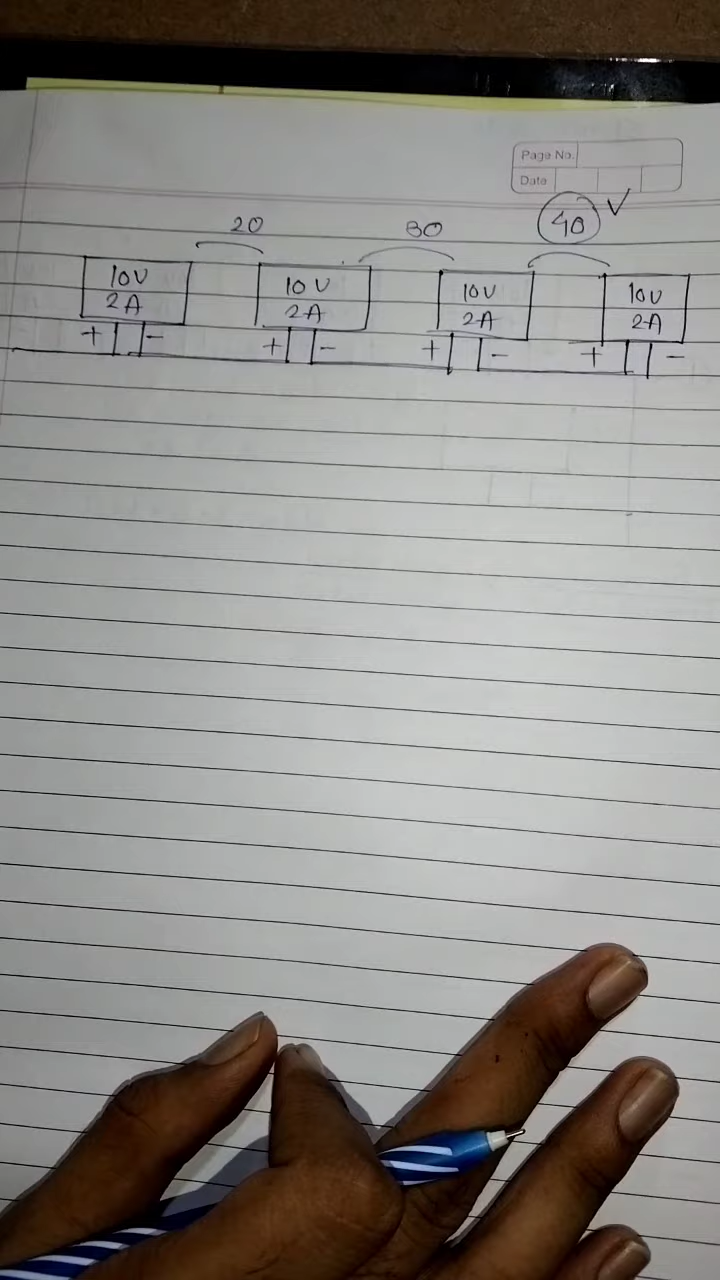 Page No.
Date
20 30 40 V
10V 10V 10V 10V
2A 2A 2A 2A
+ - + - + - + -